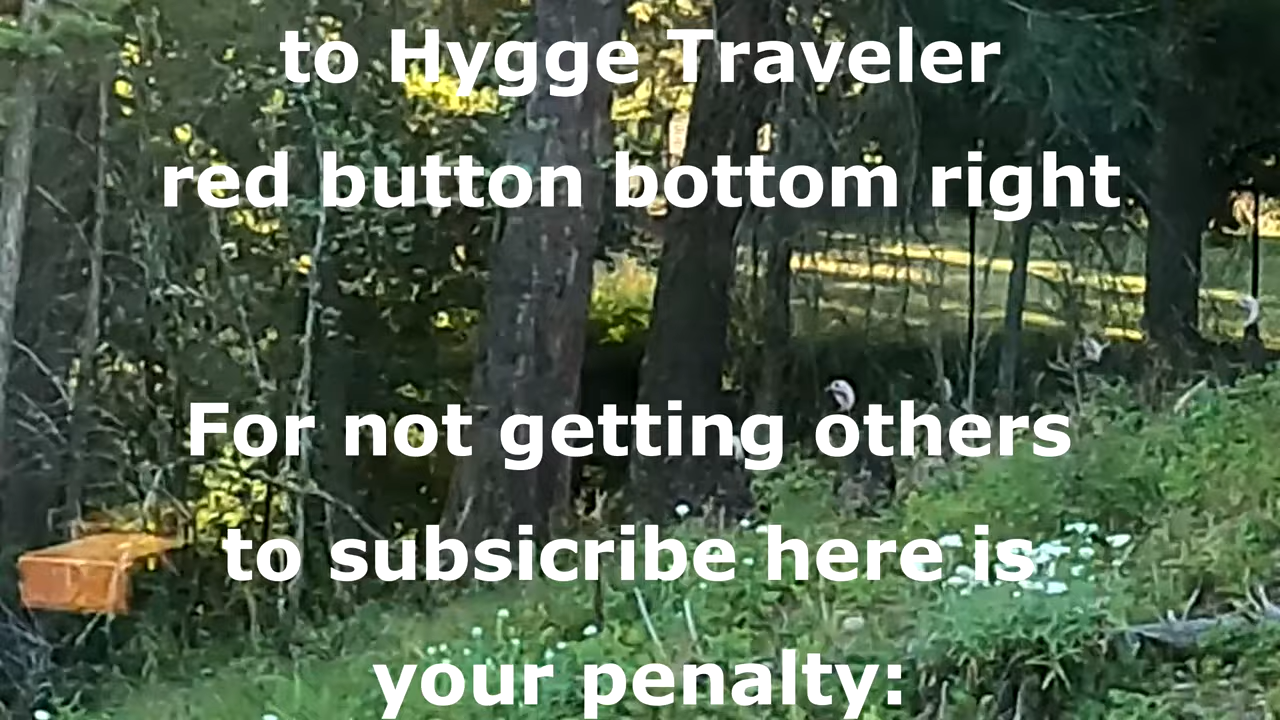 to Hygge Traveler
red button bottom right
For not getting others
to subsicribe here is
your penalty: